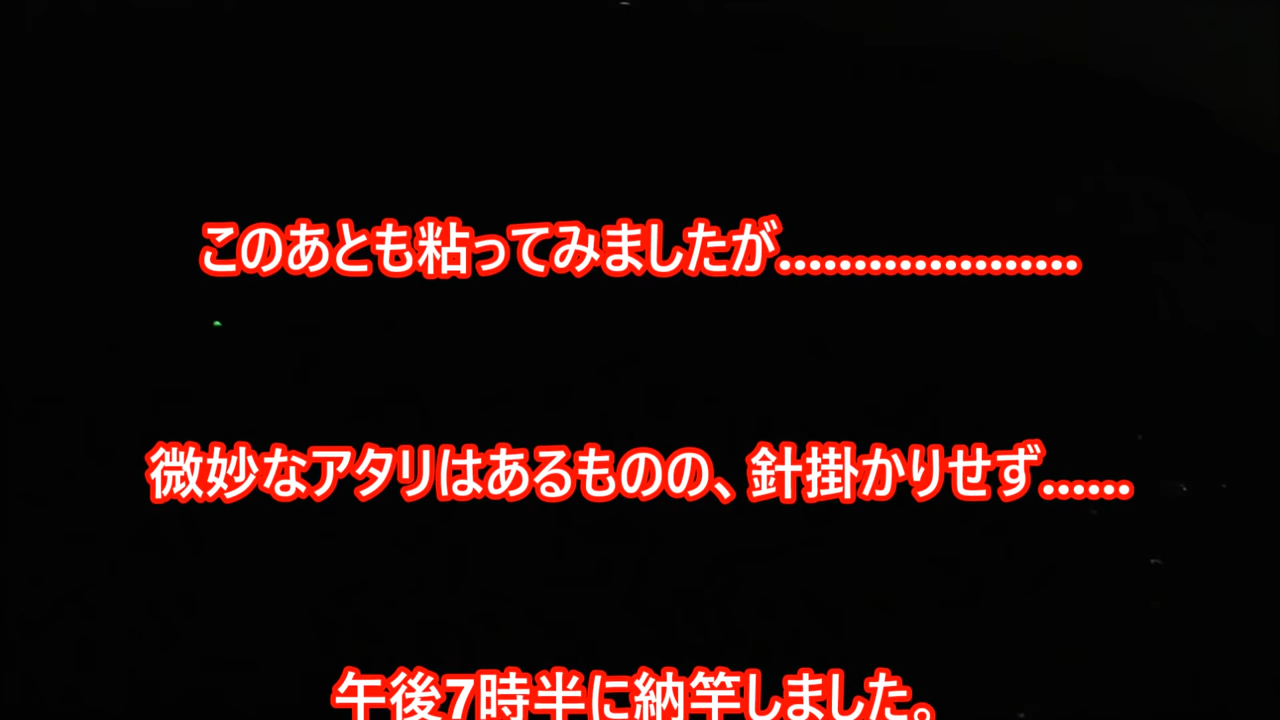 このあとも粘ってみましたが....................
微妙なアタリはあるものの、針掛かりせず......
午後7時半に納竿しました。